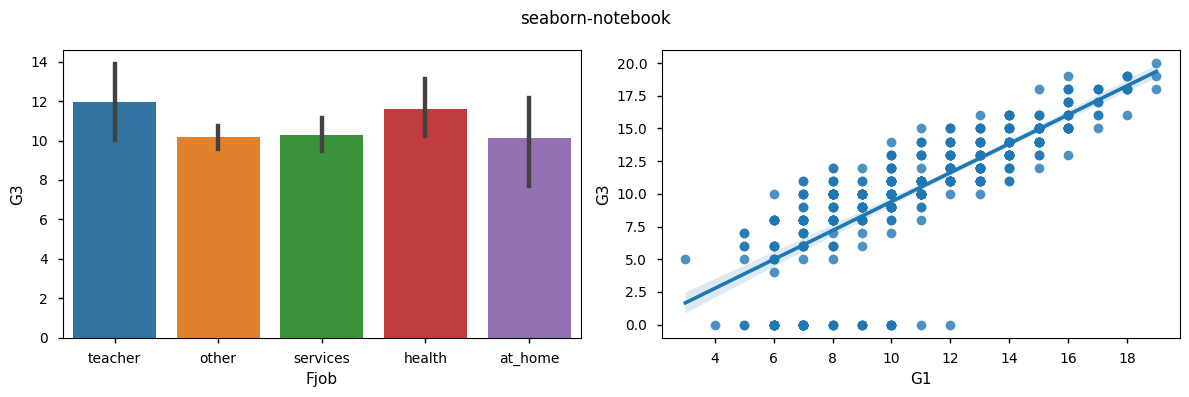 seaborn-notebook
G3
14
12
10
8
6
4
2
0
teacher other services health at_home
Fjob
G3
20.0
17.5
15.0
12.5
10.0
7.5
5.0
2.5
0.0
4 6 8 10 12 14 16 18
G1